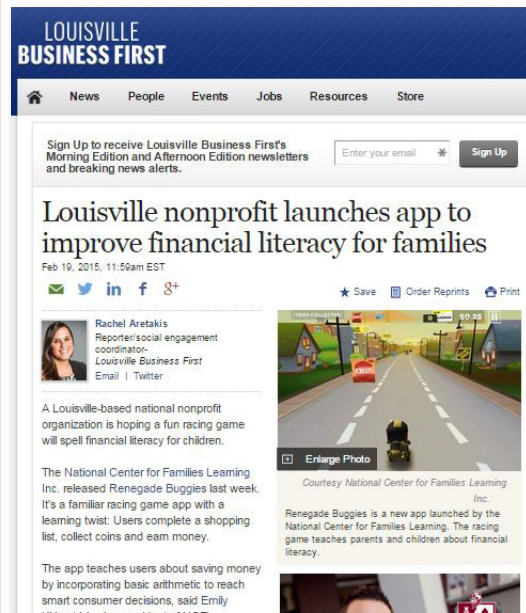 LOUISVILLE
BUSINESS FIRST
News People Events Jobs Resources Store
Sign Up to receive Louisville Business First's
Morning Edition and Afternoon Edition newsletters
and breaking news alerts.
Enter your email
Sign Up
Louisville nonprofit launches app to
improve financial literacy for families
Feb 19, 2015, 11:59am EST
in f g+
Save Order Reprints Print
Rachel Aretakis
Reporter/social engagement
coordinator-
Louisville Business First
Email | Twitter
A Louisville-based national nonprofit
organization is hoping a fun racing game
will spell financial literacy for children.
The National Center for Families Learning
Inc. released Renegade Buggies last week.
It's a familiar racing game app with a
learning twist: Users complete a shopping
list, collect coins and earn money.
The app teaches users about saving money
by incorporating basic arithmetic to reach
smart consumer decisions, said Emily
ITEMS COLLECTED
$0.25
Enlarge Photo
Courtesy National Center for Families Learning
Inc.
Renegade Buggies is a new app launched by the
National Center for Families Learning. The racing
game teaches parents and children about financial
literacy.